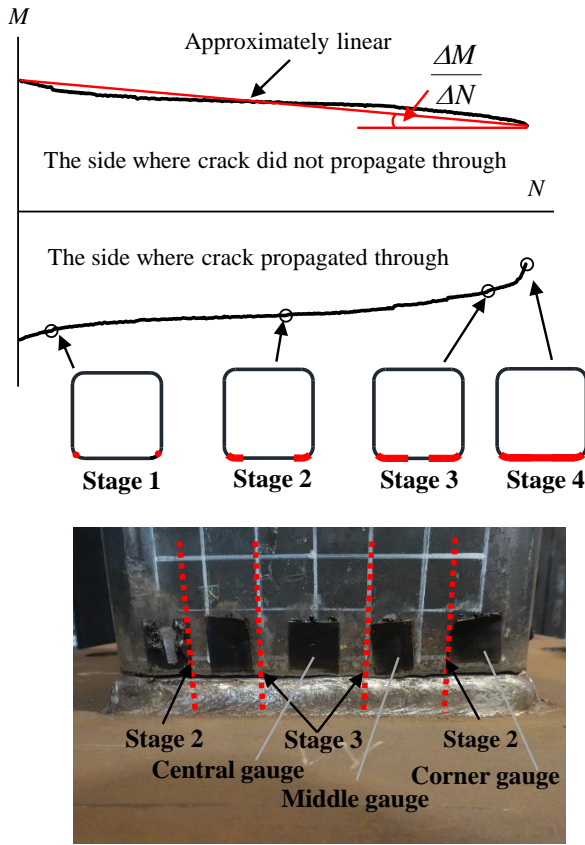 M
Approximately linear
ΔM
ΔN
The side where crack did not propagate through
N
The side where crack propagated through
Stage 1
Stage 2
Stage 3
Stage 4
Stage 2
Stage 3
Stage 2
Central gauge
Corner gauge
Middle gauge